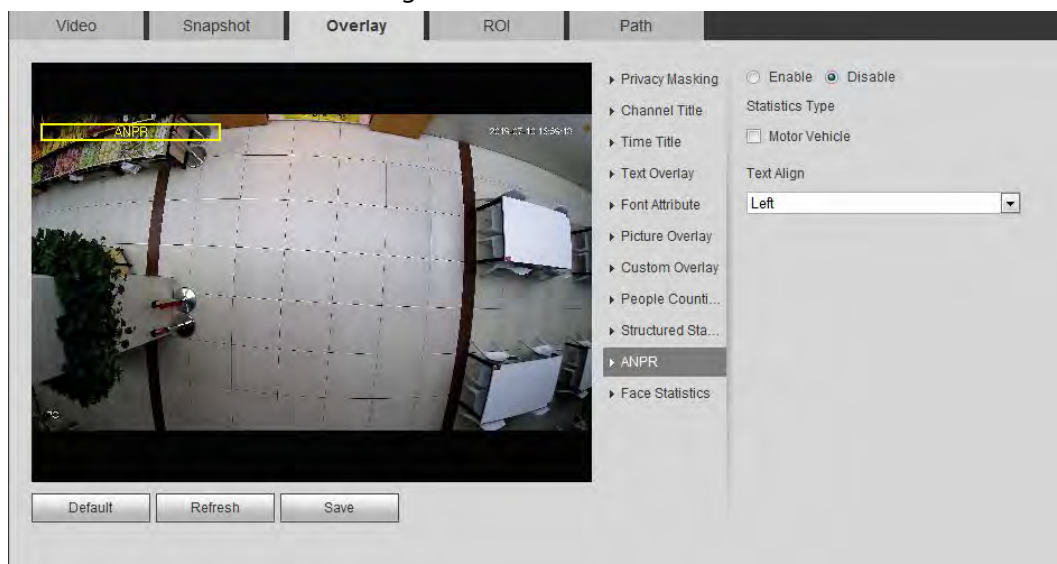 Video Snapshot Overlay ROI Path
Privacy Masking
Enable Disable
Channel Title
Statistics Type
ANPR
Time Title
Motor Vehicle
Text Overlay
Text Align
Font Attribute
Left
Picture Overlay
Custom Overlay
People Counti...
Structured Sta...
ANPR
Face Statistics
Default Refresh Save